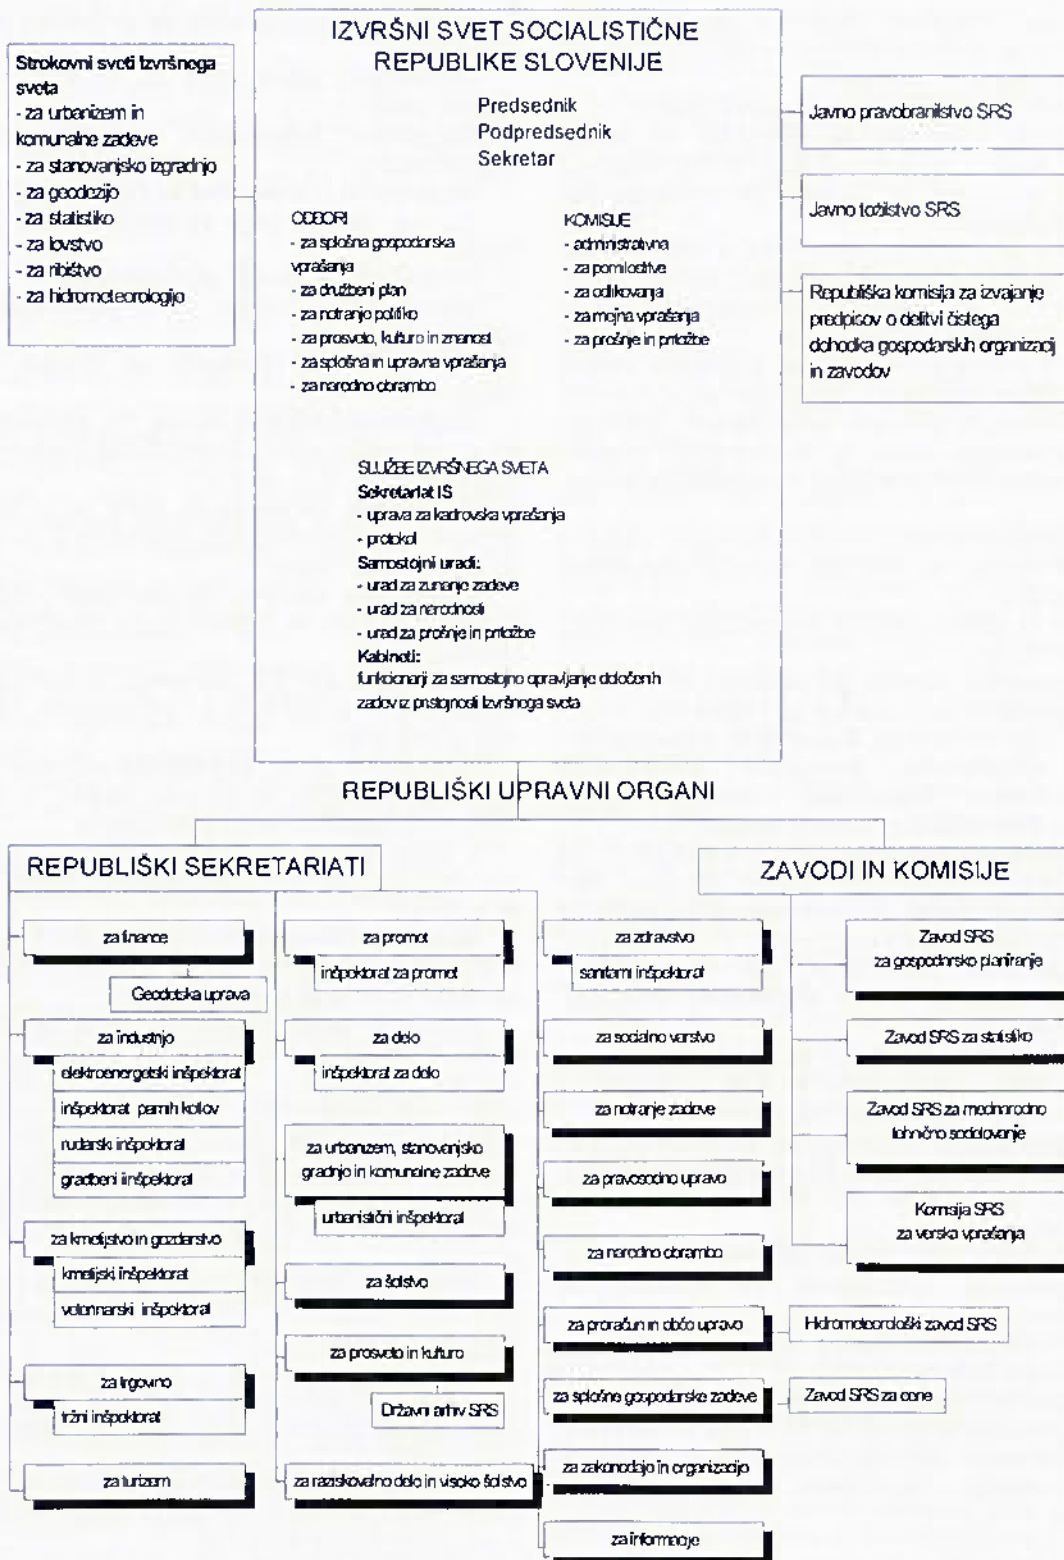 IZVRŠNI SVET SOCIALISTIČNE
REPUBLIKE SLOVENIJE
Predsednik
Podpredsednik
Sekretar
Strokovni sveti Izvršnega
sveta
- za urbanizem in
komunalne zadeve
- za stanovanjsko izgradnjo
- za geodezijo
- za statistiko
- za lovstvo
- za ribištvo
- za hidrometeorologijo
ODBORI
- za splošna gospodarska
vprašanja
- za družbeni plan
- za notranjo politiko
- za prosveto, kulturo in znanost
- za splošna in upravna vprašanja
- za narodno obrambo
KOMISIJE
- administrativna
- za pomilostitve
- za odlikovanja
- za mejna vprašanja
- za prošnje in pritožbe
Javno pravobranilstvo SRS
Javno tožilstvo SRS
Republiška komisija za izvajanje
predpisov o delitvi čistega
dohodka gospodarskih organizacij
in zavodov
SLUŽBE IZVRŠNEGA SVETA
Sekretariat IS
- uprava za kadrovska vprašanja
- protokol
Samostojni uradi:
- urad za zunanje zadeve
- urad za narodnosti
- urad za prošnje in pritožbe
Kabineti:
funkcionarji za samostojno opravljanje določenih
zadev iz pristojnosti Izvršnega sveta
REPUBLIŠKI UPRAVNI ORGANI
REPUBLIŠKI SEKRETARIATI
za finance
Geodetska uprava
za industrijo
elektroenergetski inšpektorat
inšpektorat parnih kotlov
rudarski inšpektorat
gradbeni inšpektorat
za kmetijstvo in gozdarstvo
kmetijski inšpektorat
veterinarski inšpektorat
za trgovino
tržni inšpektorat
za turizem
za promet
inšpektorat za promet
za delo
inšpektorat za delo
za urbanizem, stanovanjsko
gradnjo in komunalne zadeve
urbanistični inšpektorat
za šolstvo
za prosveto in kulturo
Državni arhiv SRS
za raziskovalno delo in visoko šolstvo
za zdravstvo
sanitarni inšpektorat
za socialno varstvo
za notranje zadeve
za pravosodno upravo
za narodno obrambo
za proračun in občo upravo
Hidrometeorološki zavod SRS
za splošne gospodarske zadeve
Zavod SRS za cene
za zakonodajo in organizacijo
za informacije
ZAVODI IN KOMISIJE
Zavod SRS
za gospodarsko planiranje
Zavod SRS za statistiko
Zavod SRS za mednarodno
tehnično sodelovanje
Komisija SRS
za verska vprašanja